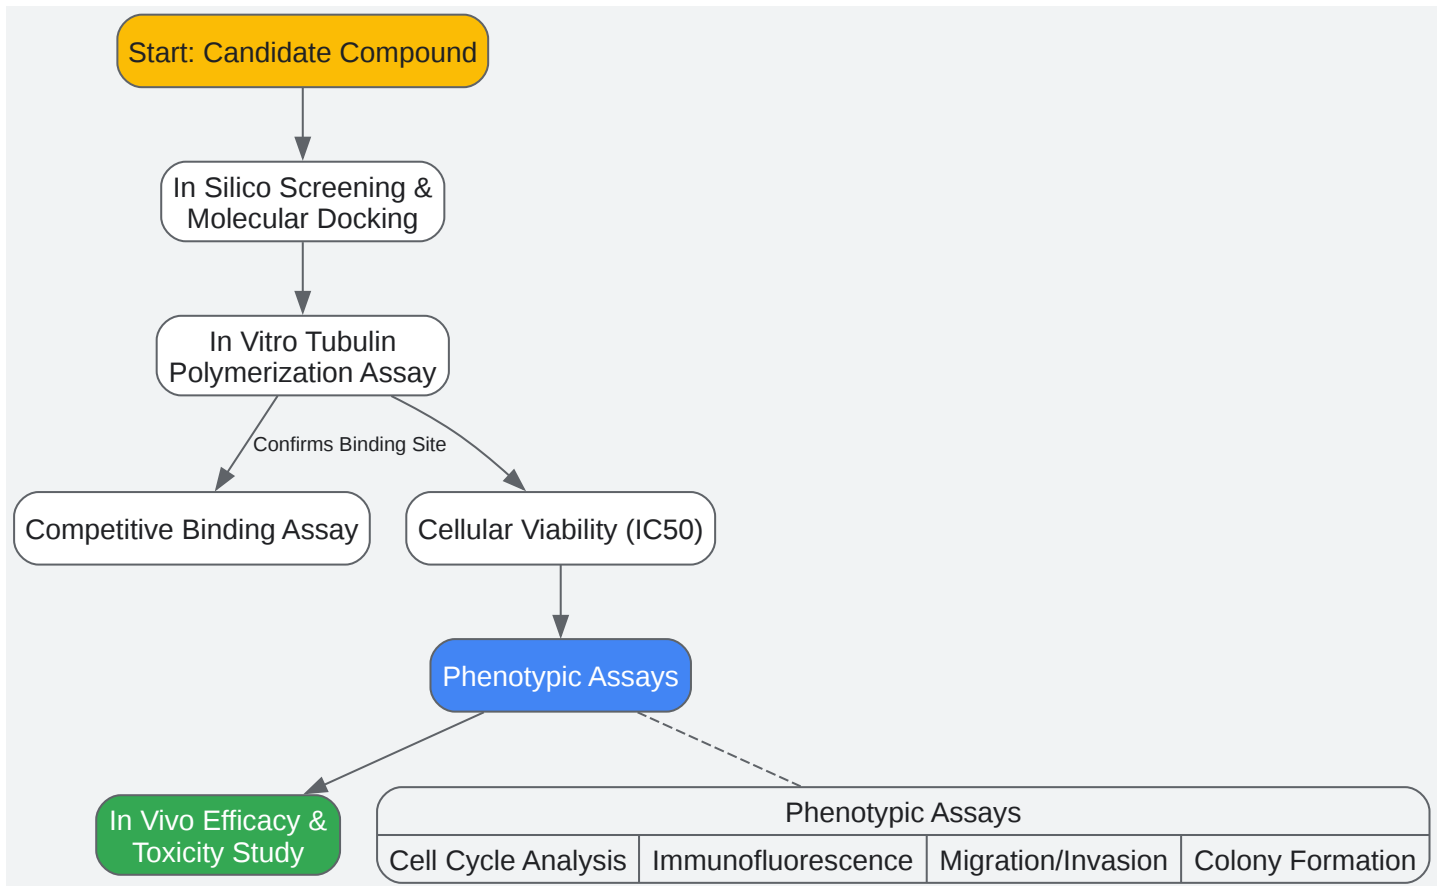 Start: Candidate Compound
In Silico Screening &
Molecular Docking
In Vitro Tubulin
Polymerization Assay
Confirms Binding Site
Competitive Binding Assay
Cellular Viability (IC50)
Phenotypic Assays
In Vivo Efficacy &
Toxicity Study
Phenotypic Assays
Cell Cycle Analysis
Immunofluorescence
Migration/Invasion
Colony Formation